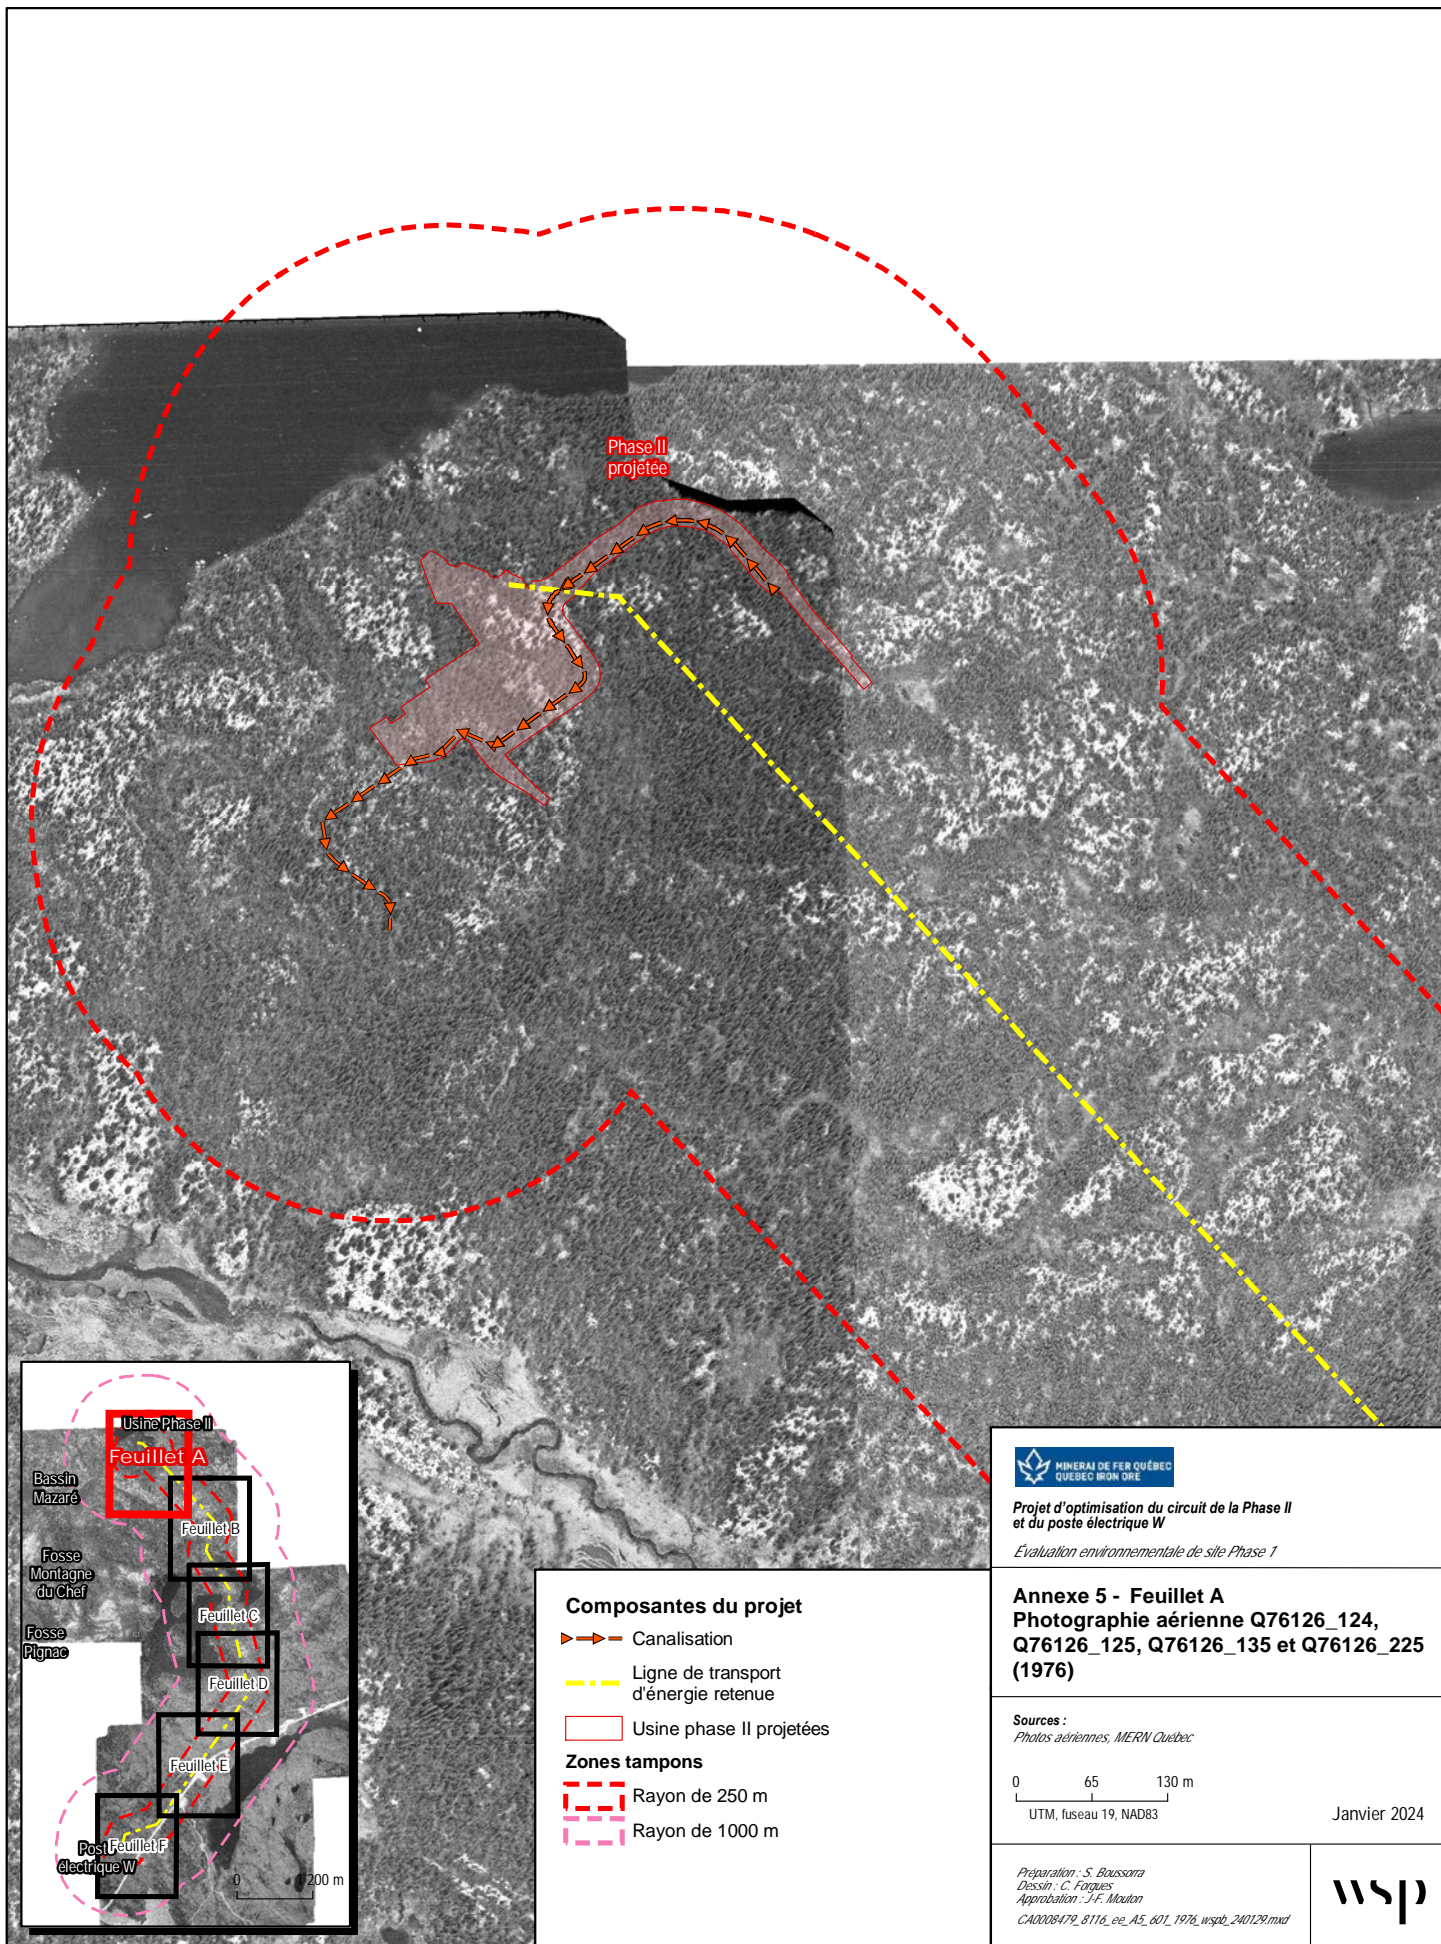 Phase II
projetée
Usine Phase II
Feuillet A
Bassin
Mazaré
Feuillet B
Fosse
Montagne
du Chef
Feuillet C
Fosse
Pignac
Feuillet D
Feuillet E
Feuillet F
électrique W
0 1 200 m
Composantes du projet
Canalisation
Ligne de transport
d'énergie retenue
Usine phase II projetées
Zones tampons
Rayon de 250 m
Rayon de 1000 m
MINERAI DE FER QUÉBEC
QUEBEC IRON ORE
Projet d'optimisation du circuit de la Phase II
et du poste électrique W
Évaluation environnementale de site Phase 1
Annexe 5 - Feuillet A
Photographie aérienne Q76126_124,
Q76126_125, Q76126_135 et Q76126_225
(1976)
Sources :
Photos aériennes, MERN Québec
0 65 130 m
UTM, fuseau 19, NAD83
Janvier 2024
Préparation : S. Boussorra
Dessin : C. Forgues
Approbation : J-F. Mouton
CA0008479_8116_ee_A5_601_1976_wspb_240129.mxd
wsp